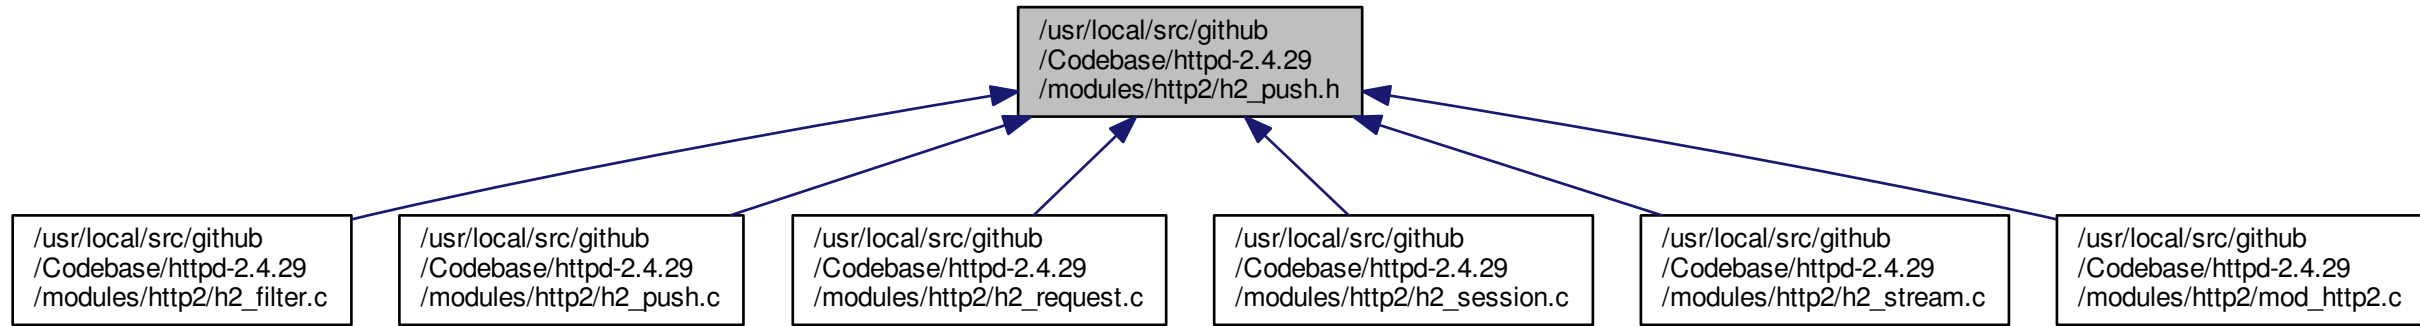 /usr/local/src/github
/Codebase/httpd-2.4.29
/modules/http2/h2_push.h
/usr/local/src/github
/Codebase/httpd-2.4.29
/modules/http2/h2_filter.c
/usr/local/src/github
/Codebase/httpd-2.4.29
/modules/http2/h2_push.c
/usr/local/src/github
/Codebase/httpd-2.4.29
/modules/http2/h2_request.c
/usr/local/src/github
/Codebase/httpd-2.4.29
/modules/http2/h2_session.c
/usr/local/src/github
/Codebase/httpd-2.4.29
/modules/http2/h2_stream.c
/usr/local/src/github
/Codebase/httpd-2.4.29
/modules/http2/mod_http2.c